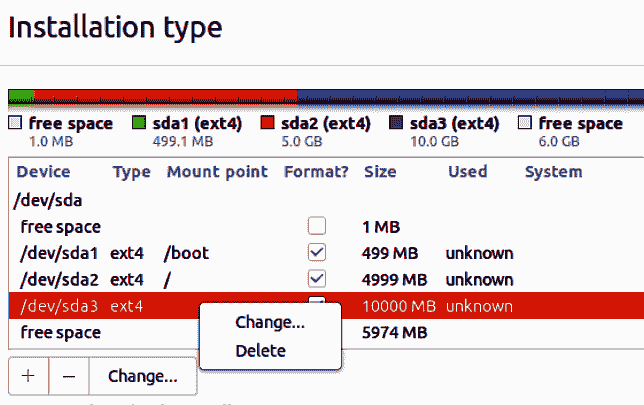 Installation type
free space sda1 (ext4) sda2 (ext4) sda3 (ext4) free space
1.0 MB 499.1 MB 5.0 GB 10.0 GB 6.0 GB
Device Type Mount point Format? Size Used System
/dev/sda
free space 1 MB
/dev/sda1 ext4 /boot 499 MB unknown
/dev/sda2 ext4 / 4999 MB unknown
/dev/sda3 ext4 10000 MB unknown
Change...
free space 5974 MB
Delete
+ − Change...